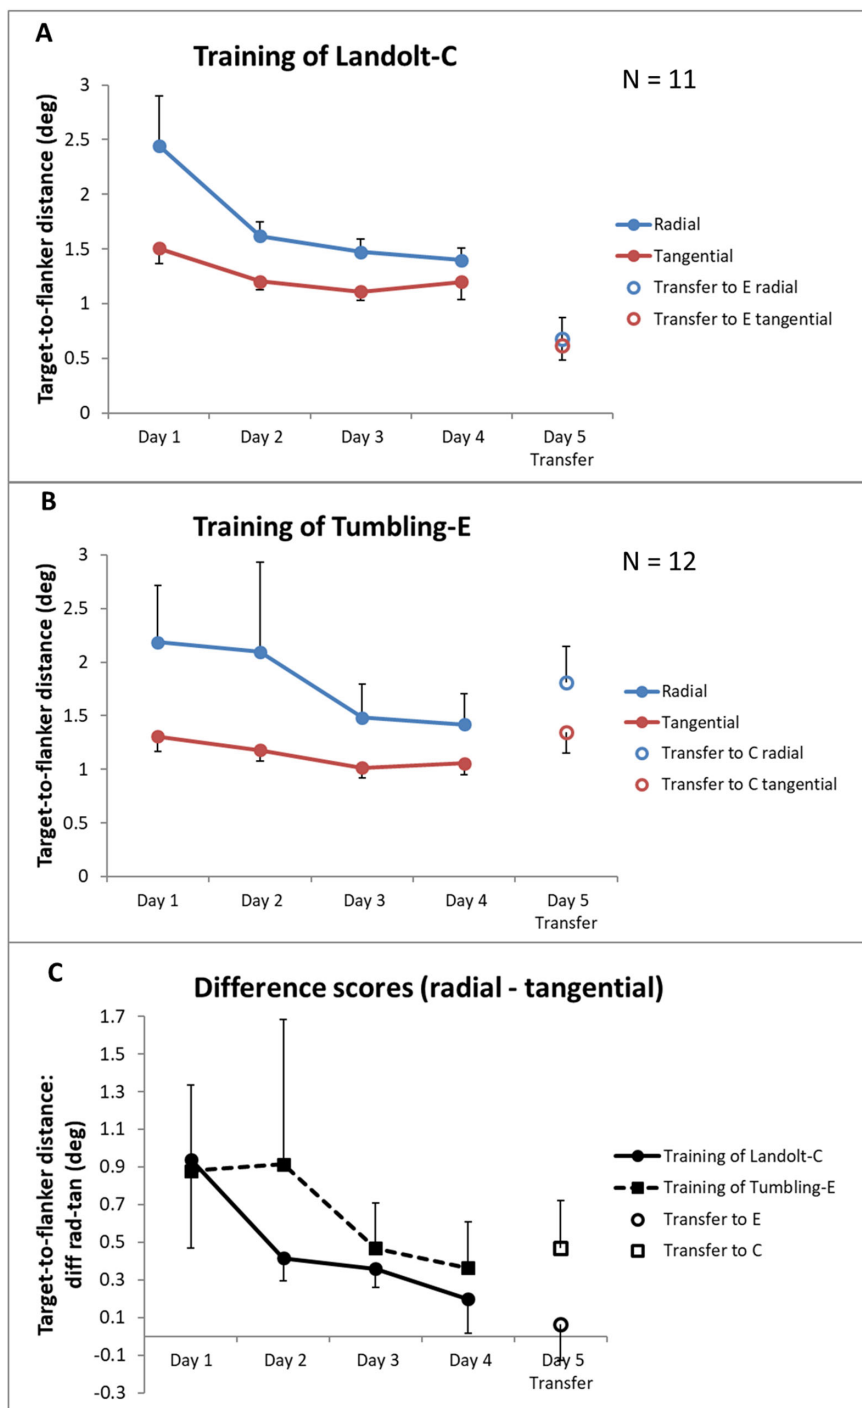 A
Training of Landolt-C
N = 11
Target-to-flanker distance (deg)
3
2.5
2
1.5
1
0.5
0
Day 1 Day 2 Day 3 Day 4 Day 5
Transfer
Radial
Tangential
Transfer to E radial
Transfer to E tangential
B
Training of Tumbling-E
N = 12
Target-to-flanker distance (deg)
3
2.5
2
1.5
1
0.5
0
Day 1 Day 2 Day 3 Day 4 Day 5
Transfer
Radial
Tangential
Transfer to C radial
Transfer to C tangential
C
Difference scores (radial - tangential)
Target-to-flanker distance:
diff rad-tan (deg)
1.7
1.5
1.3
1.1
0.9
0.7
0.5
0.3
0.1
-0.1
-0.3
Day 1 Day 2 Day 3 Day 4 Day 5
Transfer
Training of Landolt-C
Training of Tumbling-E
Transfer to E
Transfer to C